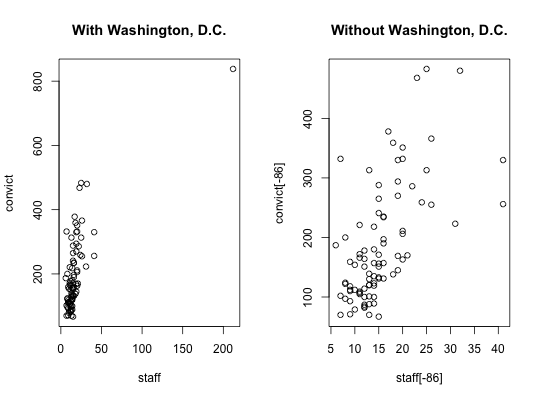 With Washington, D.C.
convict
200 400 600 800
0 50 100 150 200
staff
Without Washington, D.C.
convict[-86]
100 200 300 400
5 10 15 20 25 30 35 40
staff[-86]